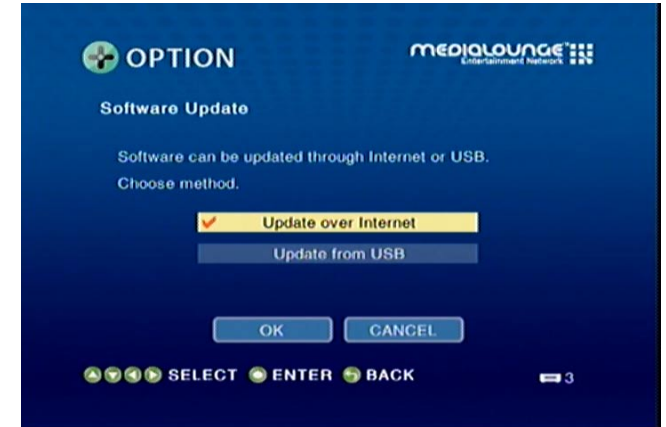 OPTION
MEDIALOUNGE™
Entertainment Network
Software Update
Software can be updated through Internet or USB.
Choose method.
Update over Internet
Update from USB
OK CANCEL
SELECT ENTER BACK
3